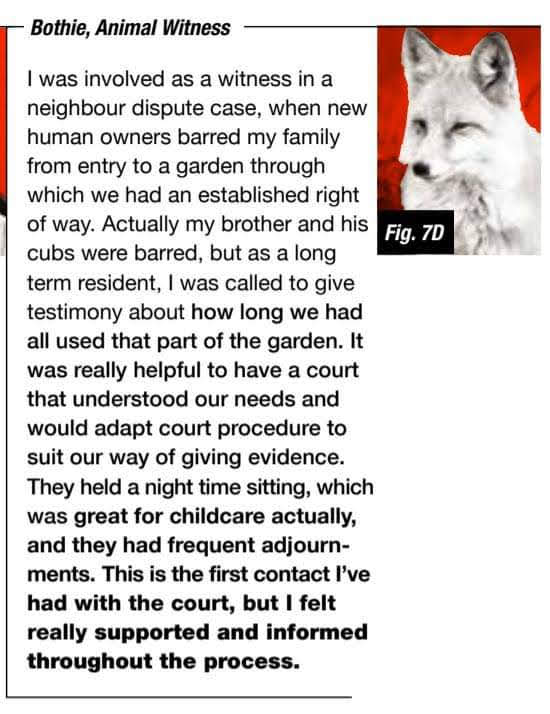 Bothie, Animal Witness
I was involved as a witness in a
neighbour dispute case, when new
human owners barred my family
from entry to a garden through
which we had an established right
of way. Actually my brother and his
cubs were barred, but as a long
term resident, I was called to give
testimony about how long we had
all used that part of the garden. It
was really helpful to have a court
that understood our needs and
would adapt court procedure to
suit our way of giving evidence.
They held a night time sitting, which
was great for childcare actually,
and they had frequent adjourn-
ments. This is the first contact I've
had with the court, but I felt
really supported and informed
throughout the process.
Fig. 7D